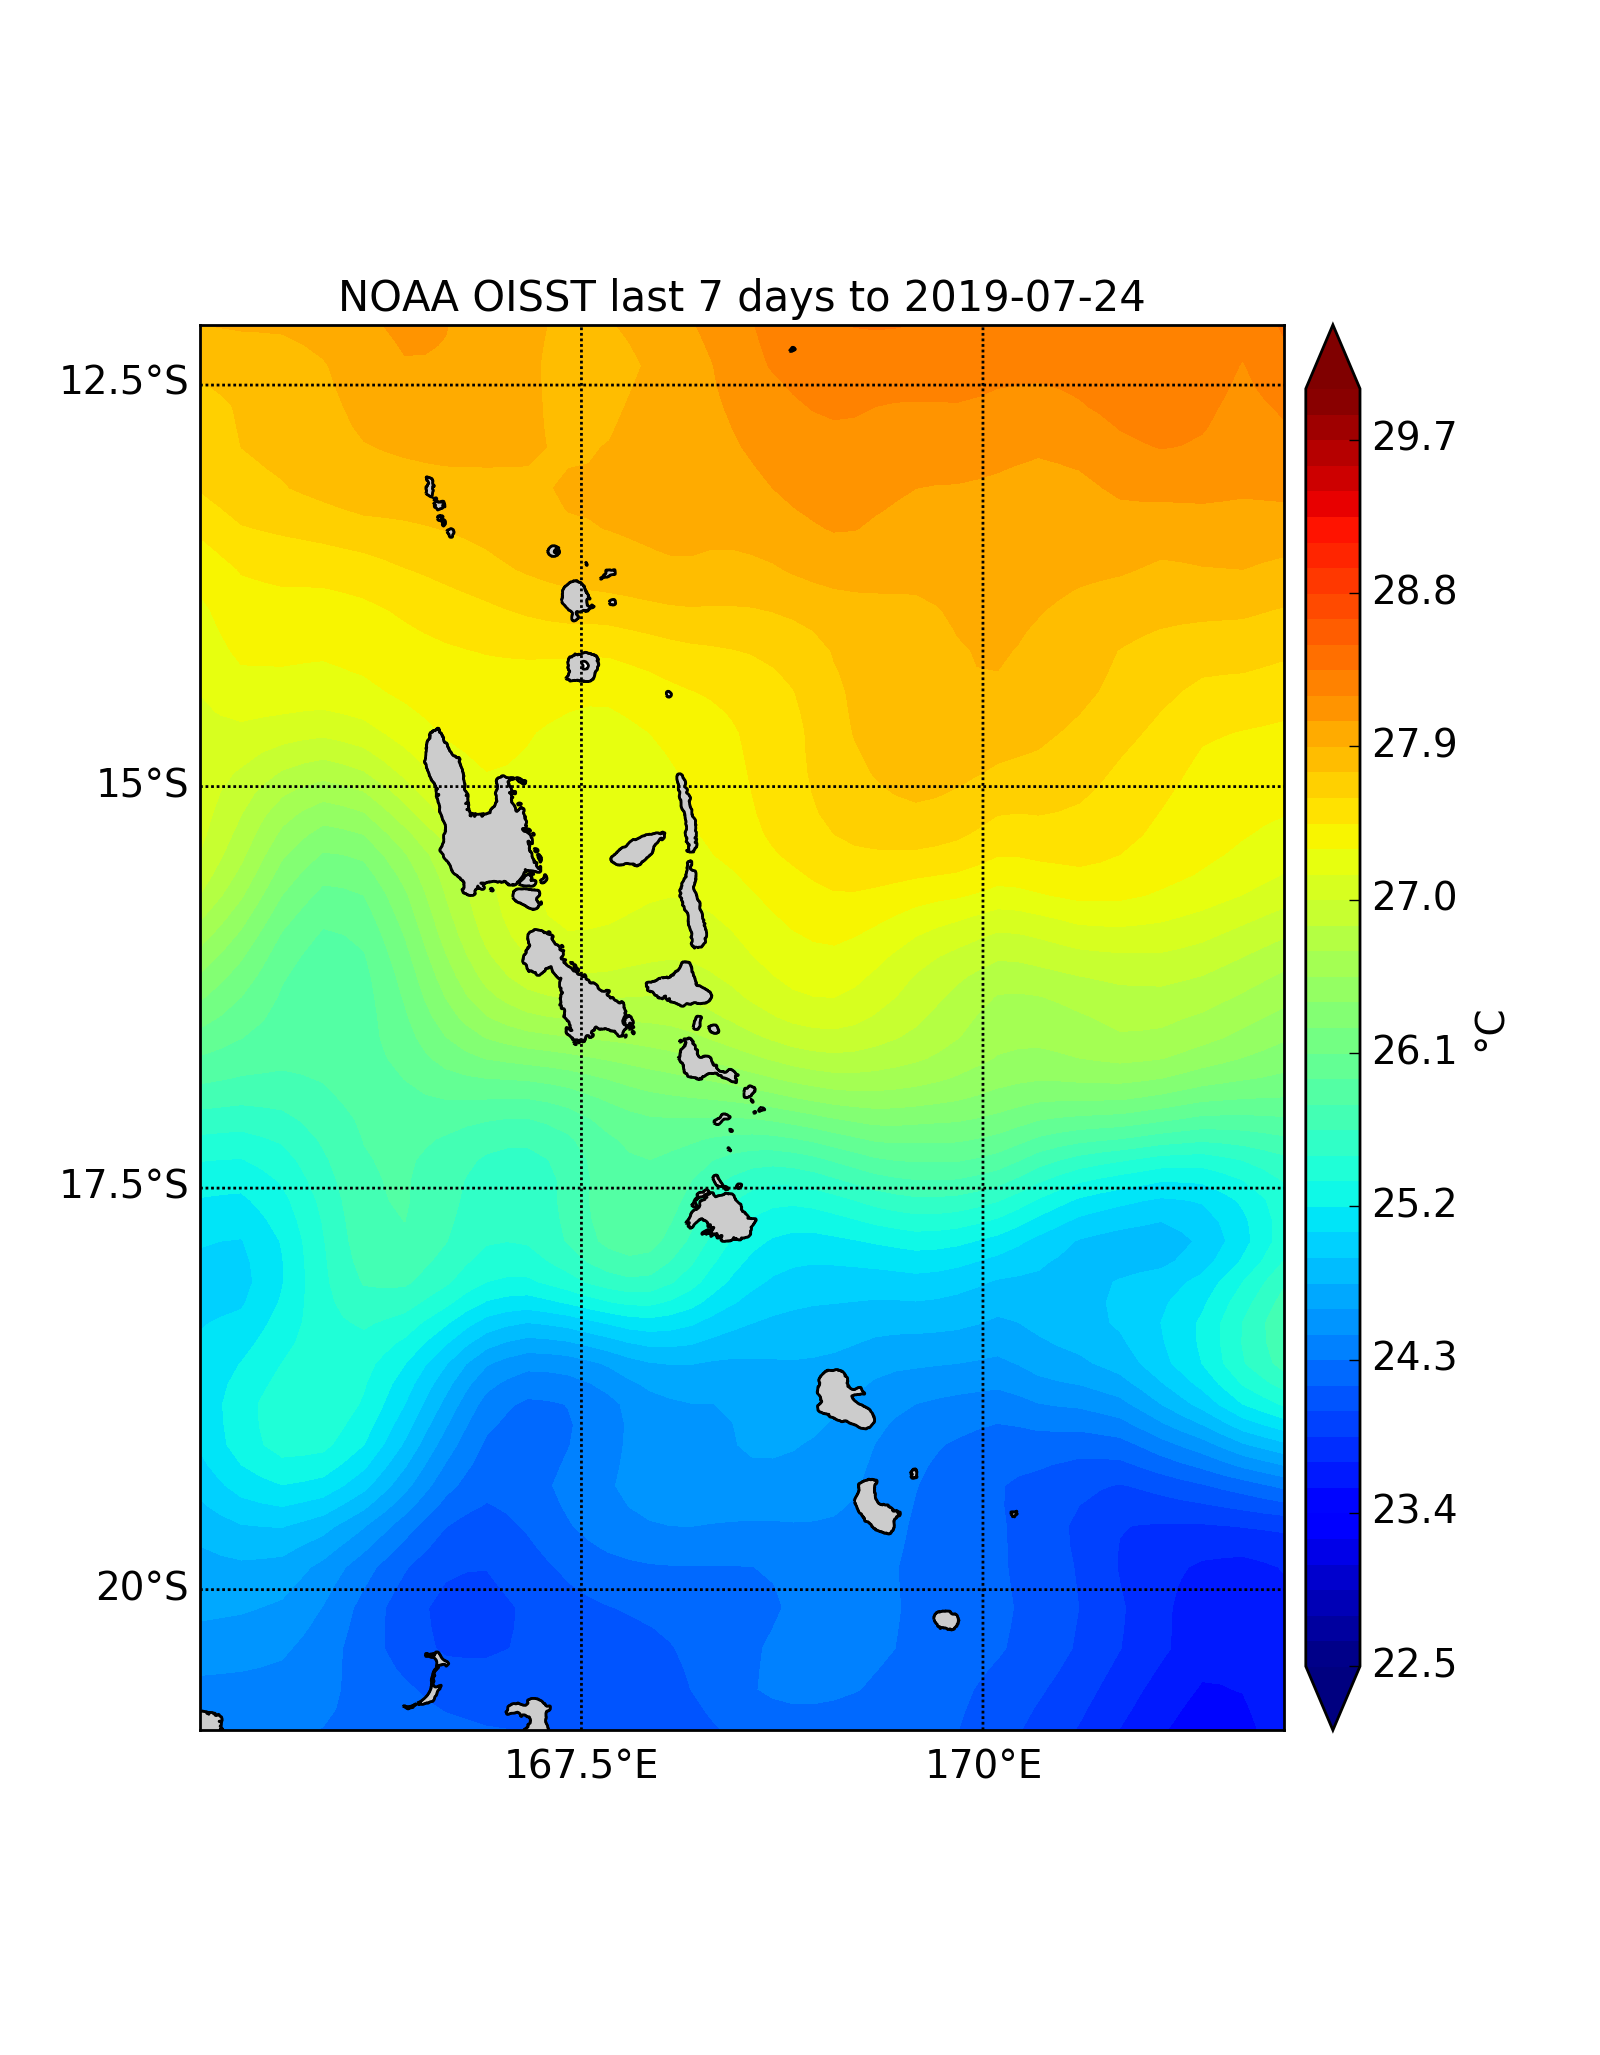 NOAA OISST last 7 days to 2019-07-24
12.5°S
15°S
17.5°S
20°S
167.5°E
170°E
29.7
28.8
27.9
27.0
26.1
25.2
24.3
23.4
22.5
°C